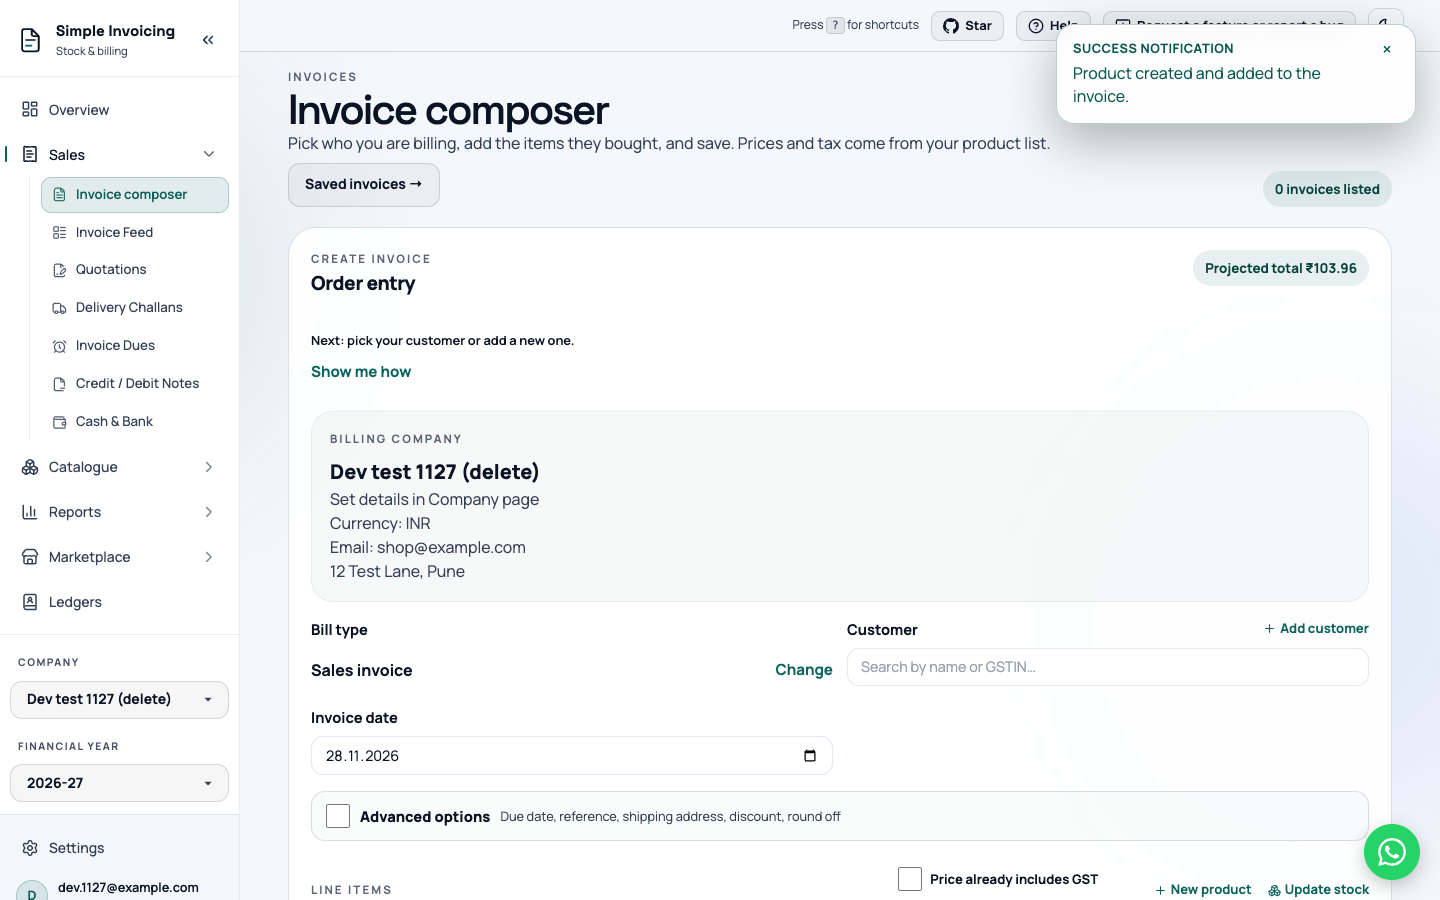 Simple Invoicing
Stock & billing
Overview
Sales
Invoice composer
Invoice Feed
Quotations
Delivery Challans
Invoice Dues
Credit / Debit Notes
Cash & Bank
Catalogue
Reports
Marketplace
Ledgers
COMPANY
Dev test 1127 (delete)
FINANCIAL YEAR
2026-27
Settings
D
dev.1127@example.com
Press ? for shortcuts
Star
Help
Request a feature or report a bug
SUCCESS NOTIFICATION
×
Product created and added to the
invoice.
INVOICES
Invoice composer
Pick who you are billing, add the items they bought, and save. Prices and tax come from your product list.
Saved invoices →
0 invoices listed
CREATE INVOICE
Order entry
Projected total ₹103.96
Next: pick your customer or add a new one.
Show me how
BILLING COMPANY
Dev test 1127 (delete)
Set details in Company page
Currency: INR
Email: shop@example.com
12 Test Lane, Pune
Bill type
Sales invoice
Change
Customer
+ Add customer
Search by name or GSTIN...
Invoice date
28.11.2026
Advanced options Due date, reference, shipping address, discount, round off
LINE ITEMS
Price already includes GST
+ New product
Update stock